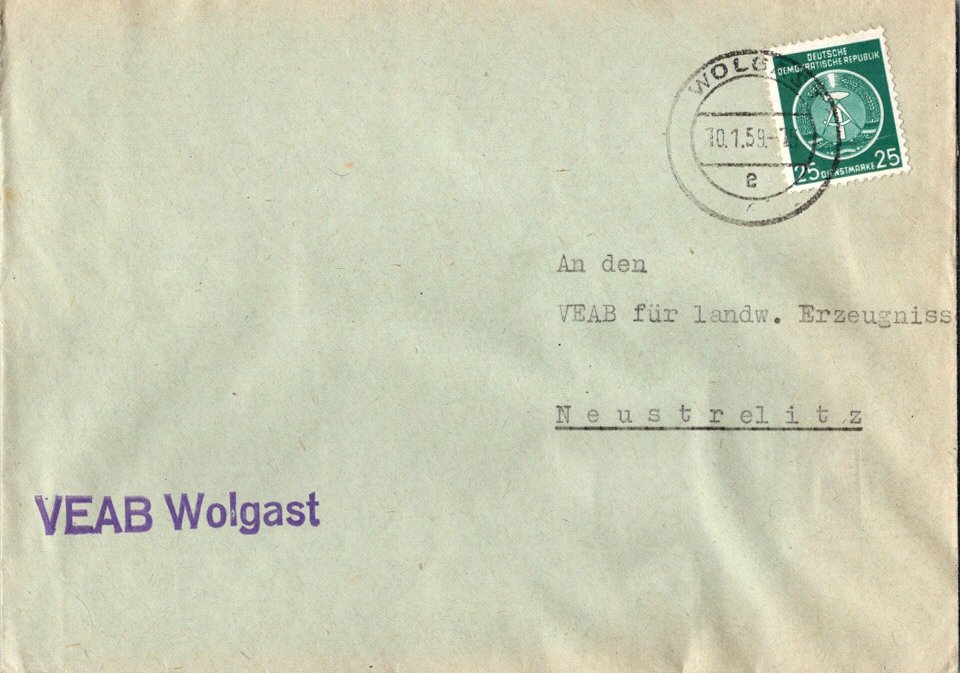 DEUTSCHE
DEMOKRATISCHE REPUBLIK
25 DIENSTMARKE 25
10.1.59.
e
An den
VEAB für landw. Erzeugniss
Neustrelitz
VEAB Wolgast